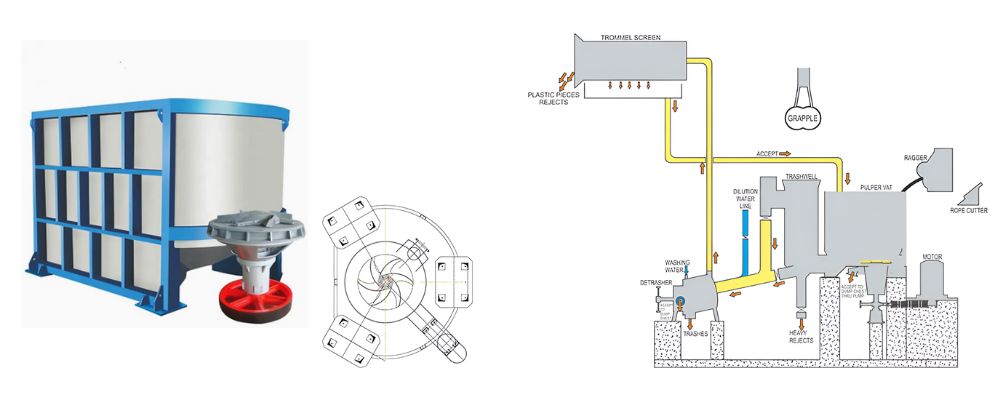 TROMMEL SCREEN
PLASTIC PIECES
REJECTS
GRAPPLE
ACCEPT
RAGGER
TRASHWELL
PULPER VAT
DILUTION
WATER
LINE
ROPE CUTTER
WASHING
WATER
MOTOR
DETRASHER
ACCEPT TO
DUMP CHEST
THRU PUMP
ACCEPT
TO
DUMP CHEST
TRASHES
HEAVY
REJECTS